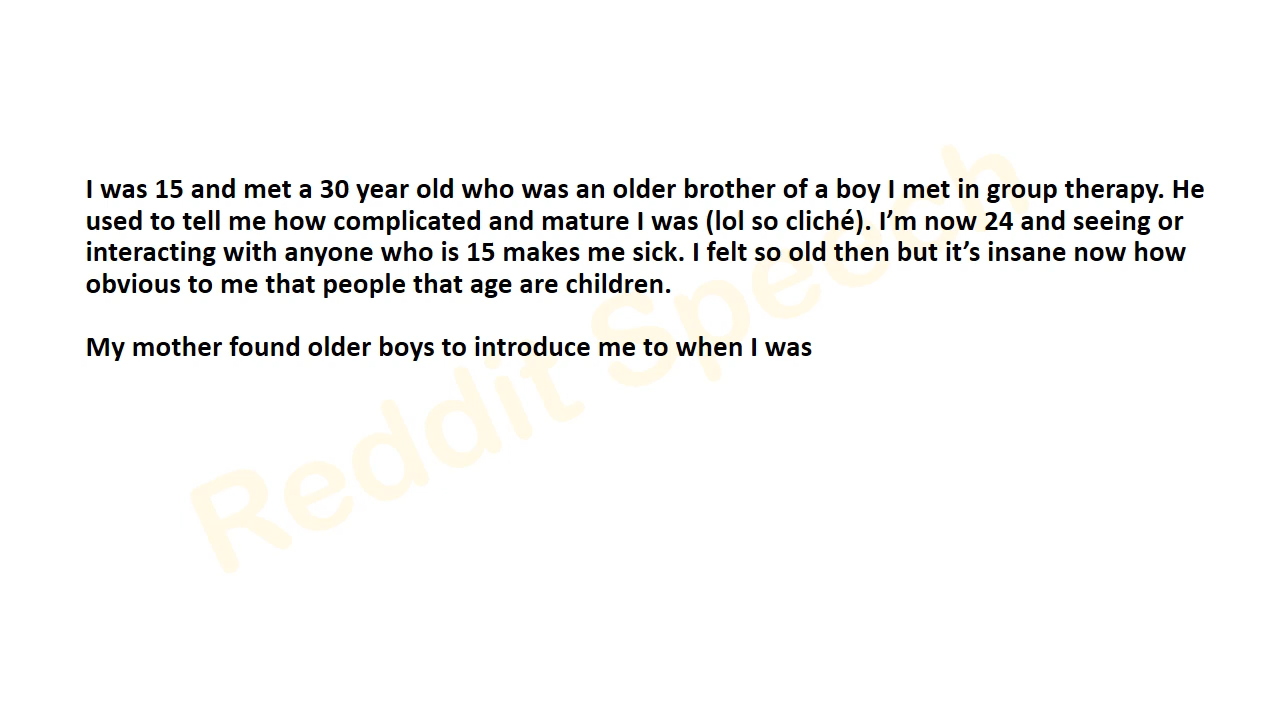 I was 15 and met a 30 year old who was an older brother of a boy I met in group therapy. He
used to tell me how complicated and mature I was (lol so cliché). I’m now 24 and seeing or
interacting with anyone who is 15 makes me sick. I felt so old then but it’s insane now how
obvious to me that people that age are children.
My mother found older boys to introduce me to when I was
Reddit Speech